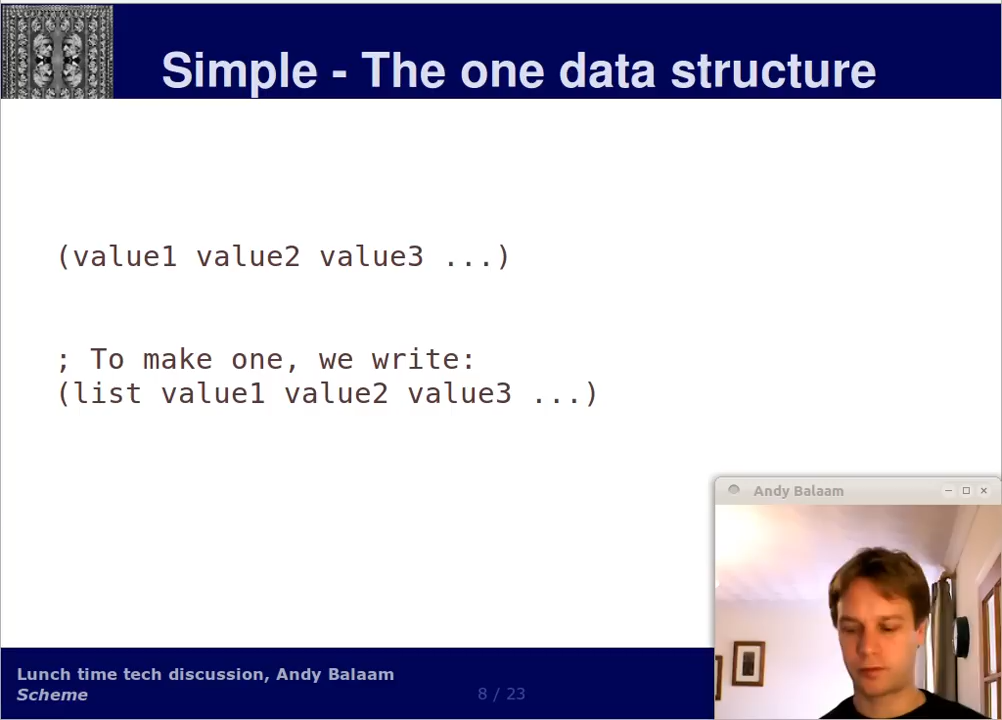 Simple - The one data structure
(value1 value2 value3 ...)
; To make one, we write:
(list value1 value2 value3 ...)
Andy Balaam
Lunch time tech discussion, Andy Balaam
Scheme
8 / 23